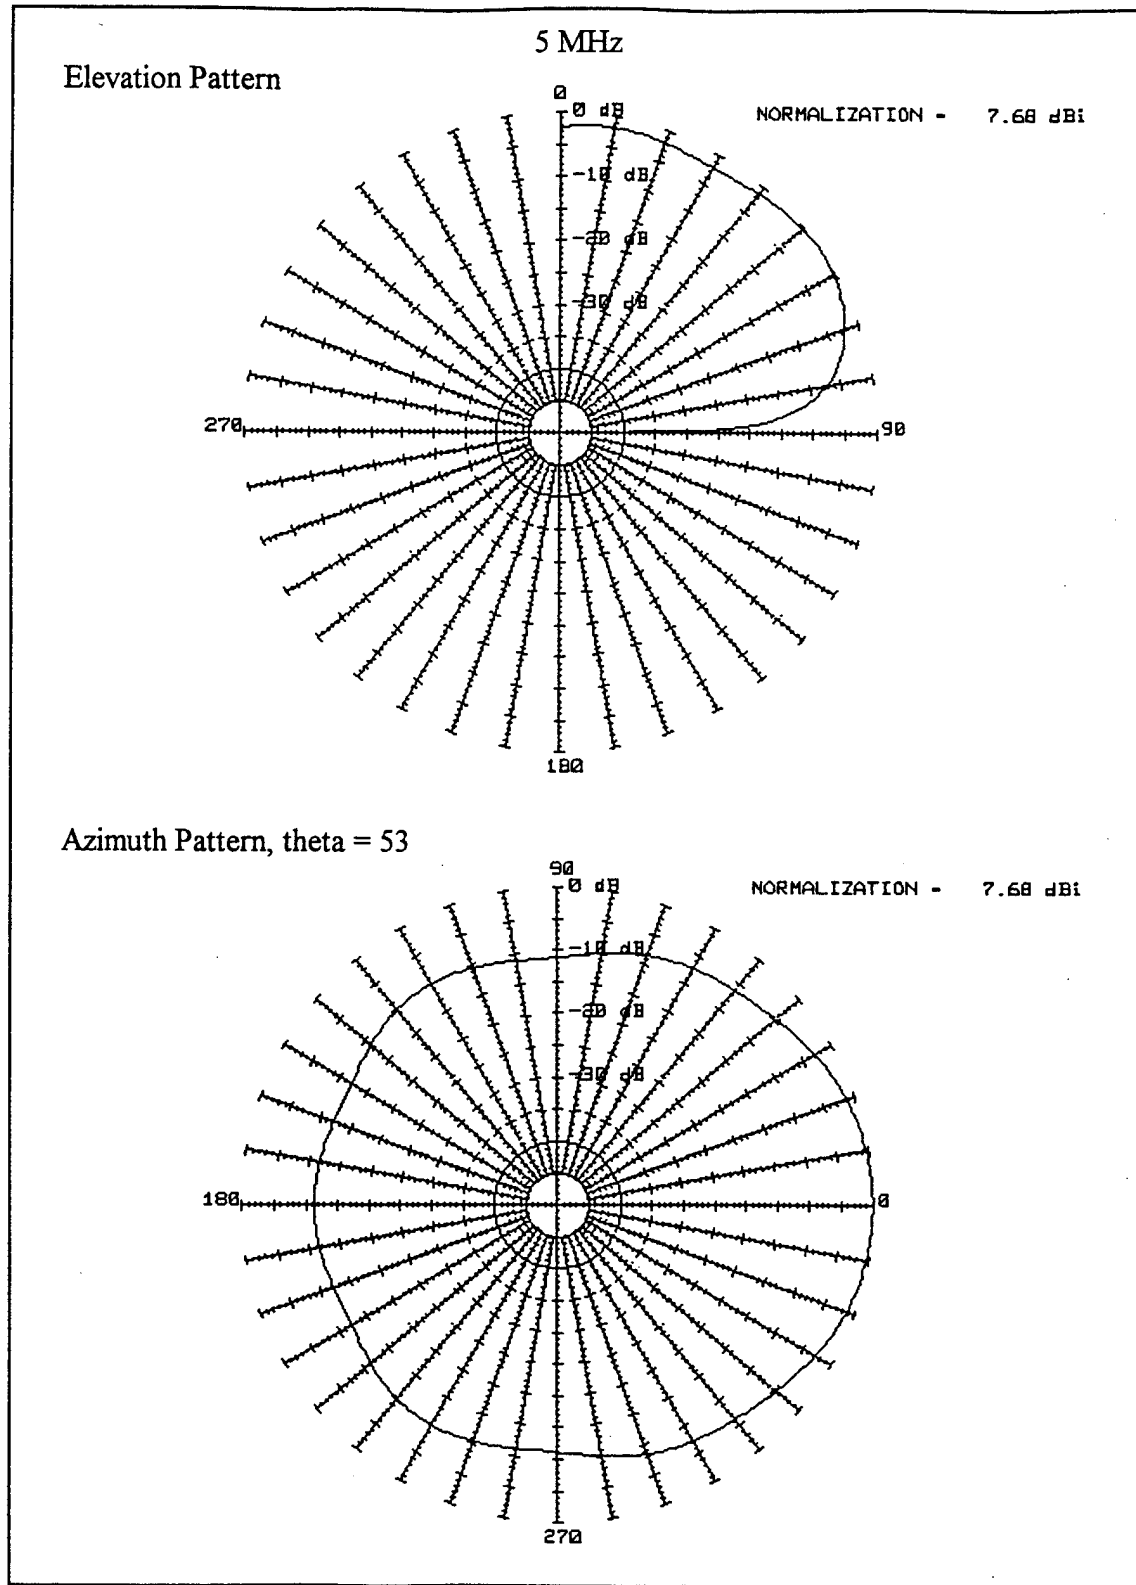 5 MHz
Elevation Pattern
0
0 dB
NORMALIZATION - 7.68 dBi
-10 dB
-20 dB
-30 dB
270
90
180
Azimuth Pattern, theta = 53
90
0 dB
NORMALIZATION - 7.68 dBi
-10 dB
-20 dB
-30 dB
180
0
270